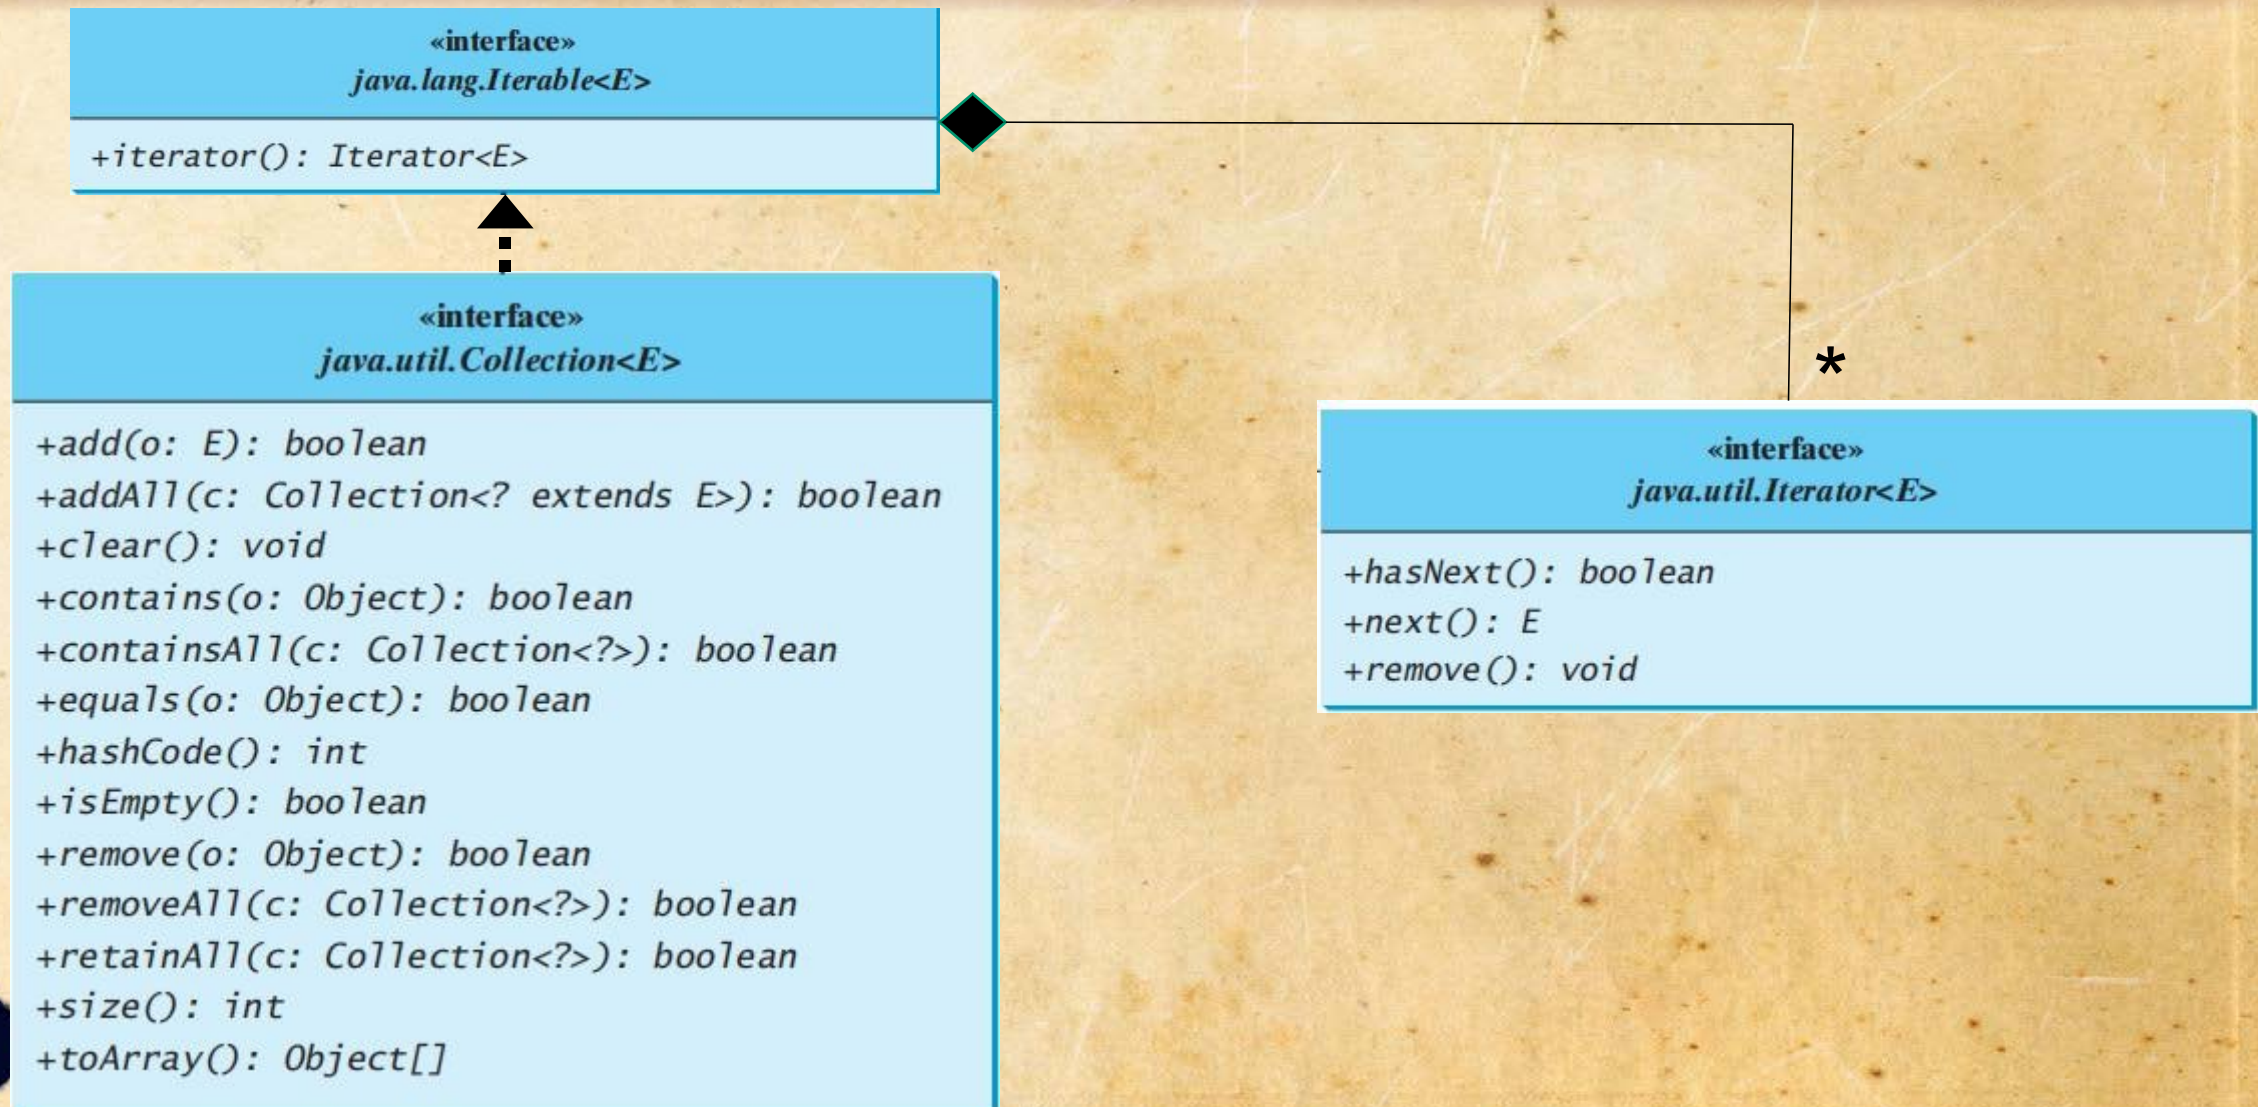 «interface»
java.lang.Iterable<E>
+iterator(): Iterator<E>
«interface»
java.util.Collection<E>
+add(o: E): boolean
+addAll(c: Collection<? extends E>): boolean
+clear(): void
+contains(o: Object): boolean
+containsAll(c: Collection<?>): boolean
+equals(o: Object): boolean
+hashCode(): int
+isEmpty(): boolean
+remove(o: Object): boolean
+removeAll(c: Collection<?>): boolean
+retainAll(c: Collection<?>): boolean
+size(): int
+toArray(): Object[]
*
«interface»
java.util.Iterator<E>
+hasNext(): boolean
+next(): E
+remove(): void